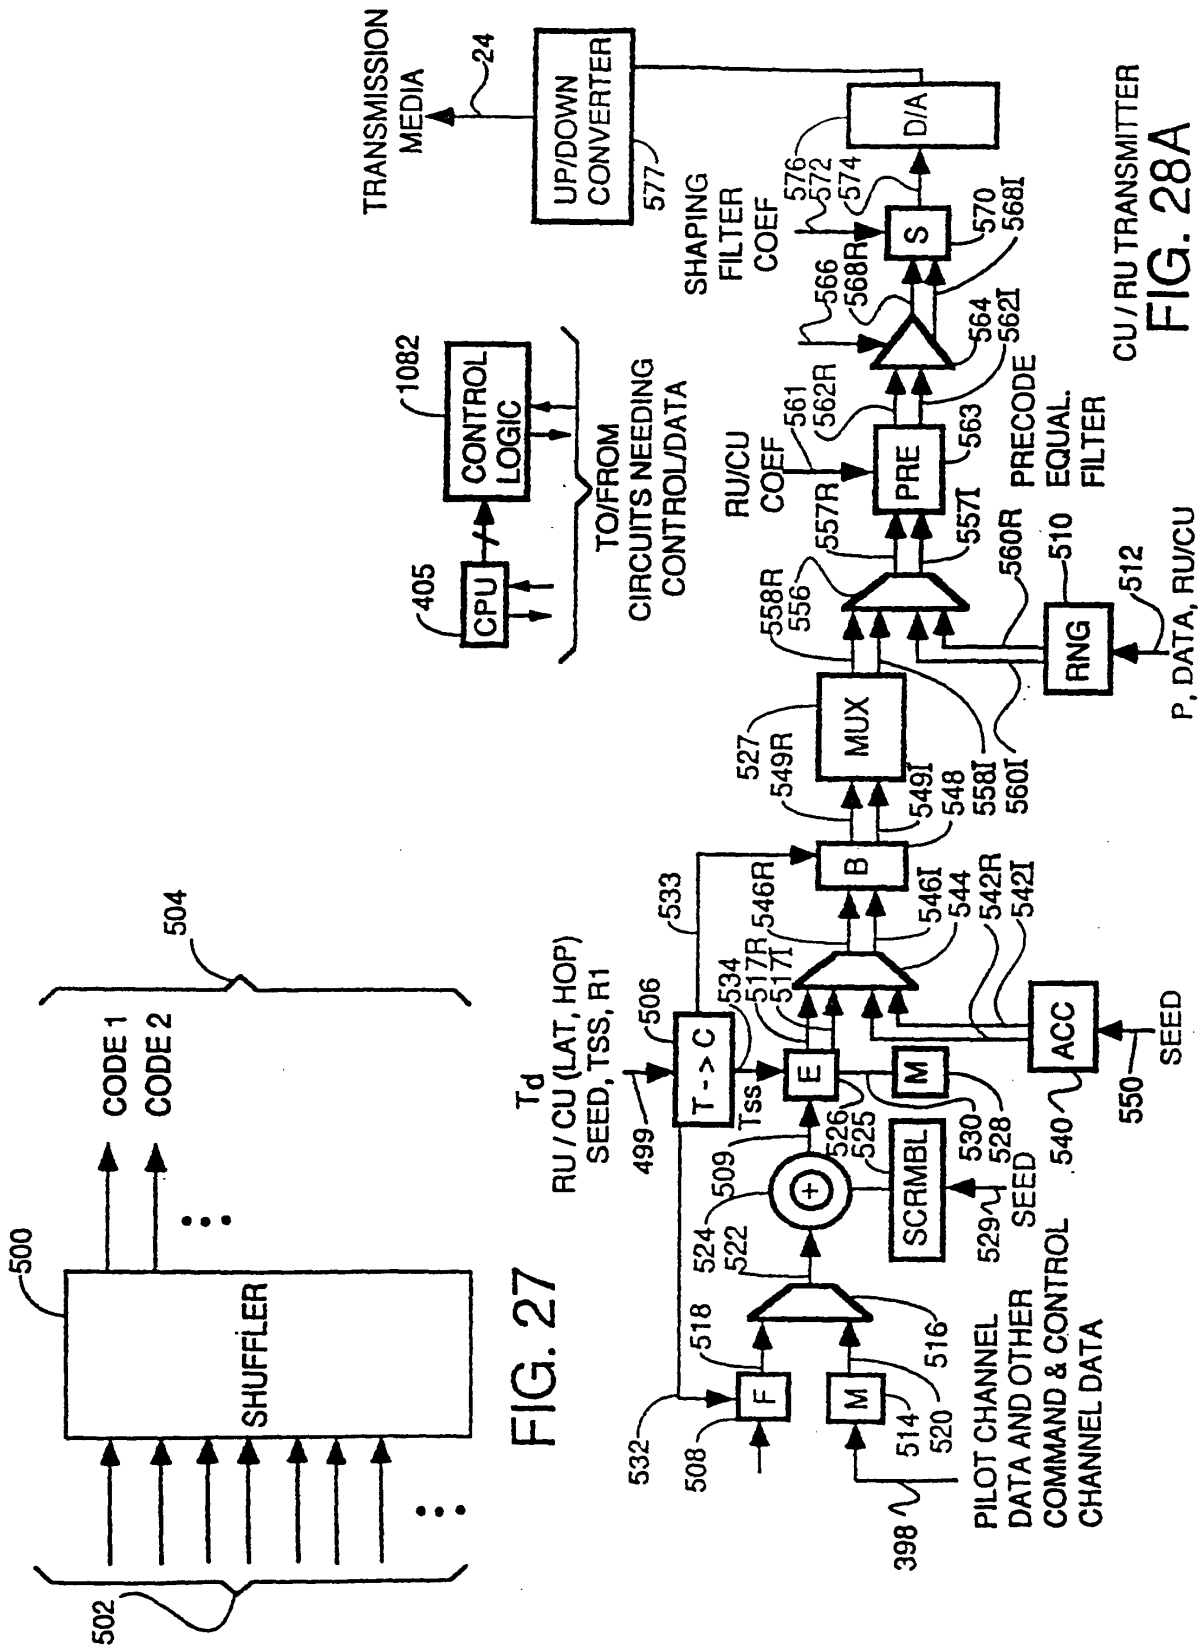 500
SHUFFLER
CODE 1
CODE 2
504
502
FIG. 27
TRANSMISSION
MEDIA
24
UP/DOWN
CONVERTER
577
405
CPU
1082
CONTROL
LOGIC
TO/FROM
CIRCUITS NEEDING
CONTROL/DATA
Td
RU / CU (LAT, HOP)
SEED, TSS, R1
499
506
T -> C
533
532
534
Tss
508
F
518
398
M
514
520
516
PILOT CHANNEL
DATA AND OTHER
COMMAND & CONTROL
CHANNEL DATA
524
522
+
509
SCRMBL
529
SEED
526
525
E
530
528
M
517R
517I
540
ACC
550
SEED
546R
546I
544
542R
542I
B
527
549R
549I
548
MUX
558R
556
558I
560I
560R
RNG
510
512
P, DATA, RU/CU
557R
557I
RU/CU
COEF
561
562R
PRE
563
PRECODE
EQUAL.
FILTER
566
568R
564
562I
SHAPING
FILTER
COEF
576
572
574
S
570
568I
D/A
CU / RU TRANSMITTER
FIG. 28A